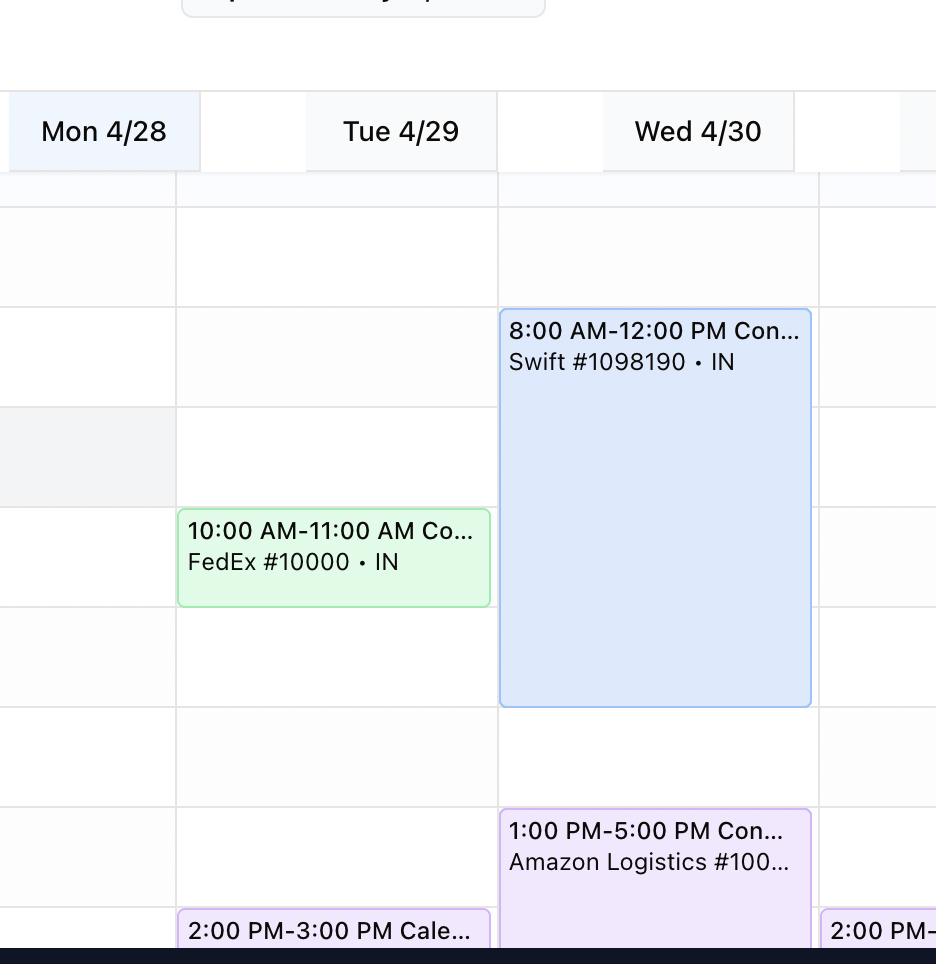 Mon 4/28
Tue 4/29
Wed 4/30
8:00 AM-12:00 PM Con...
Swift #1098190 • IN
10:00 AM-11:00 AM Co...
FedEx #10000 • IN
1:00 PM-5:00 PM Con...
Amazon Logistics #100...
2:00 PM-3:00 PM Cale...
2:00 PM-